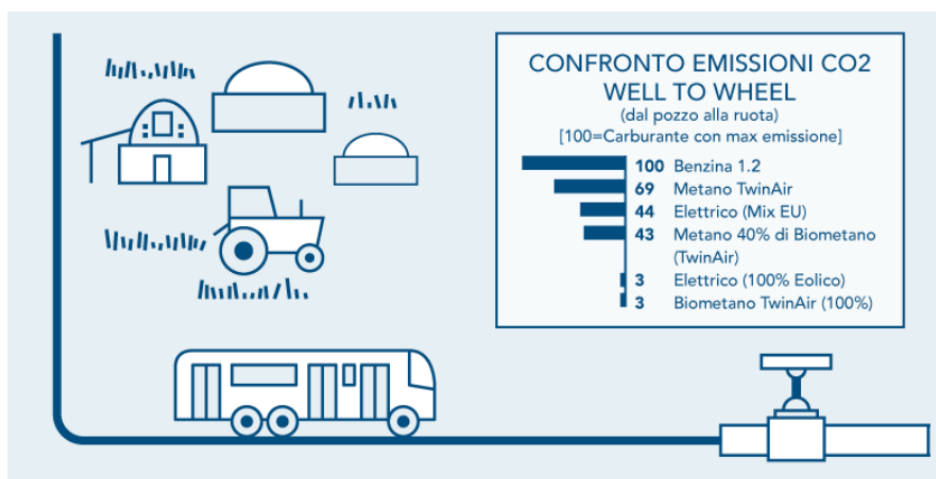 CONFRONTO EMISSIONI CO2
WELL TO WHEEL
(dal pozzo alla ruota)
[100=Carburante con max emissione]
100 Benzina 1.2
69 Metano TwinAir
44 Elettrico (Mix EU)
43 Metano 40% di Biometano
(TwinAir)
3 Elettrico (100% Eolico)
3 Biometano TwinAir (100%)